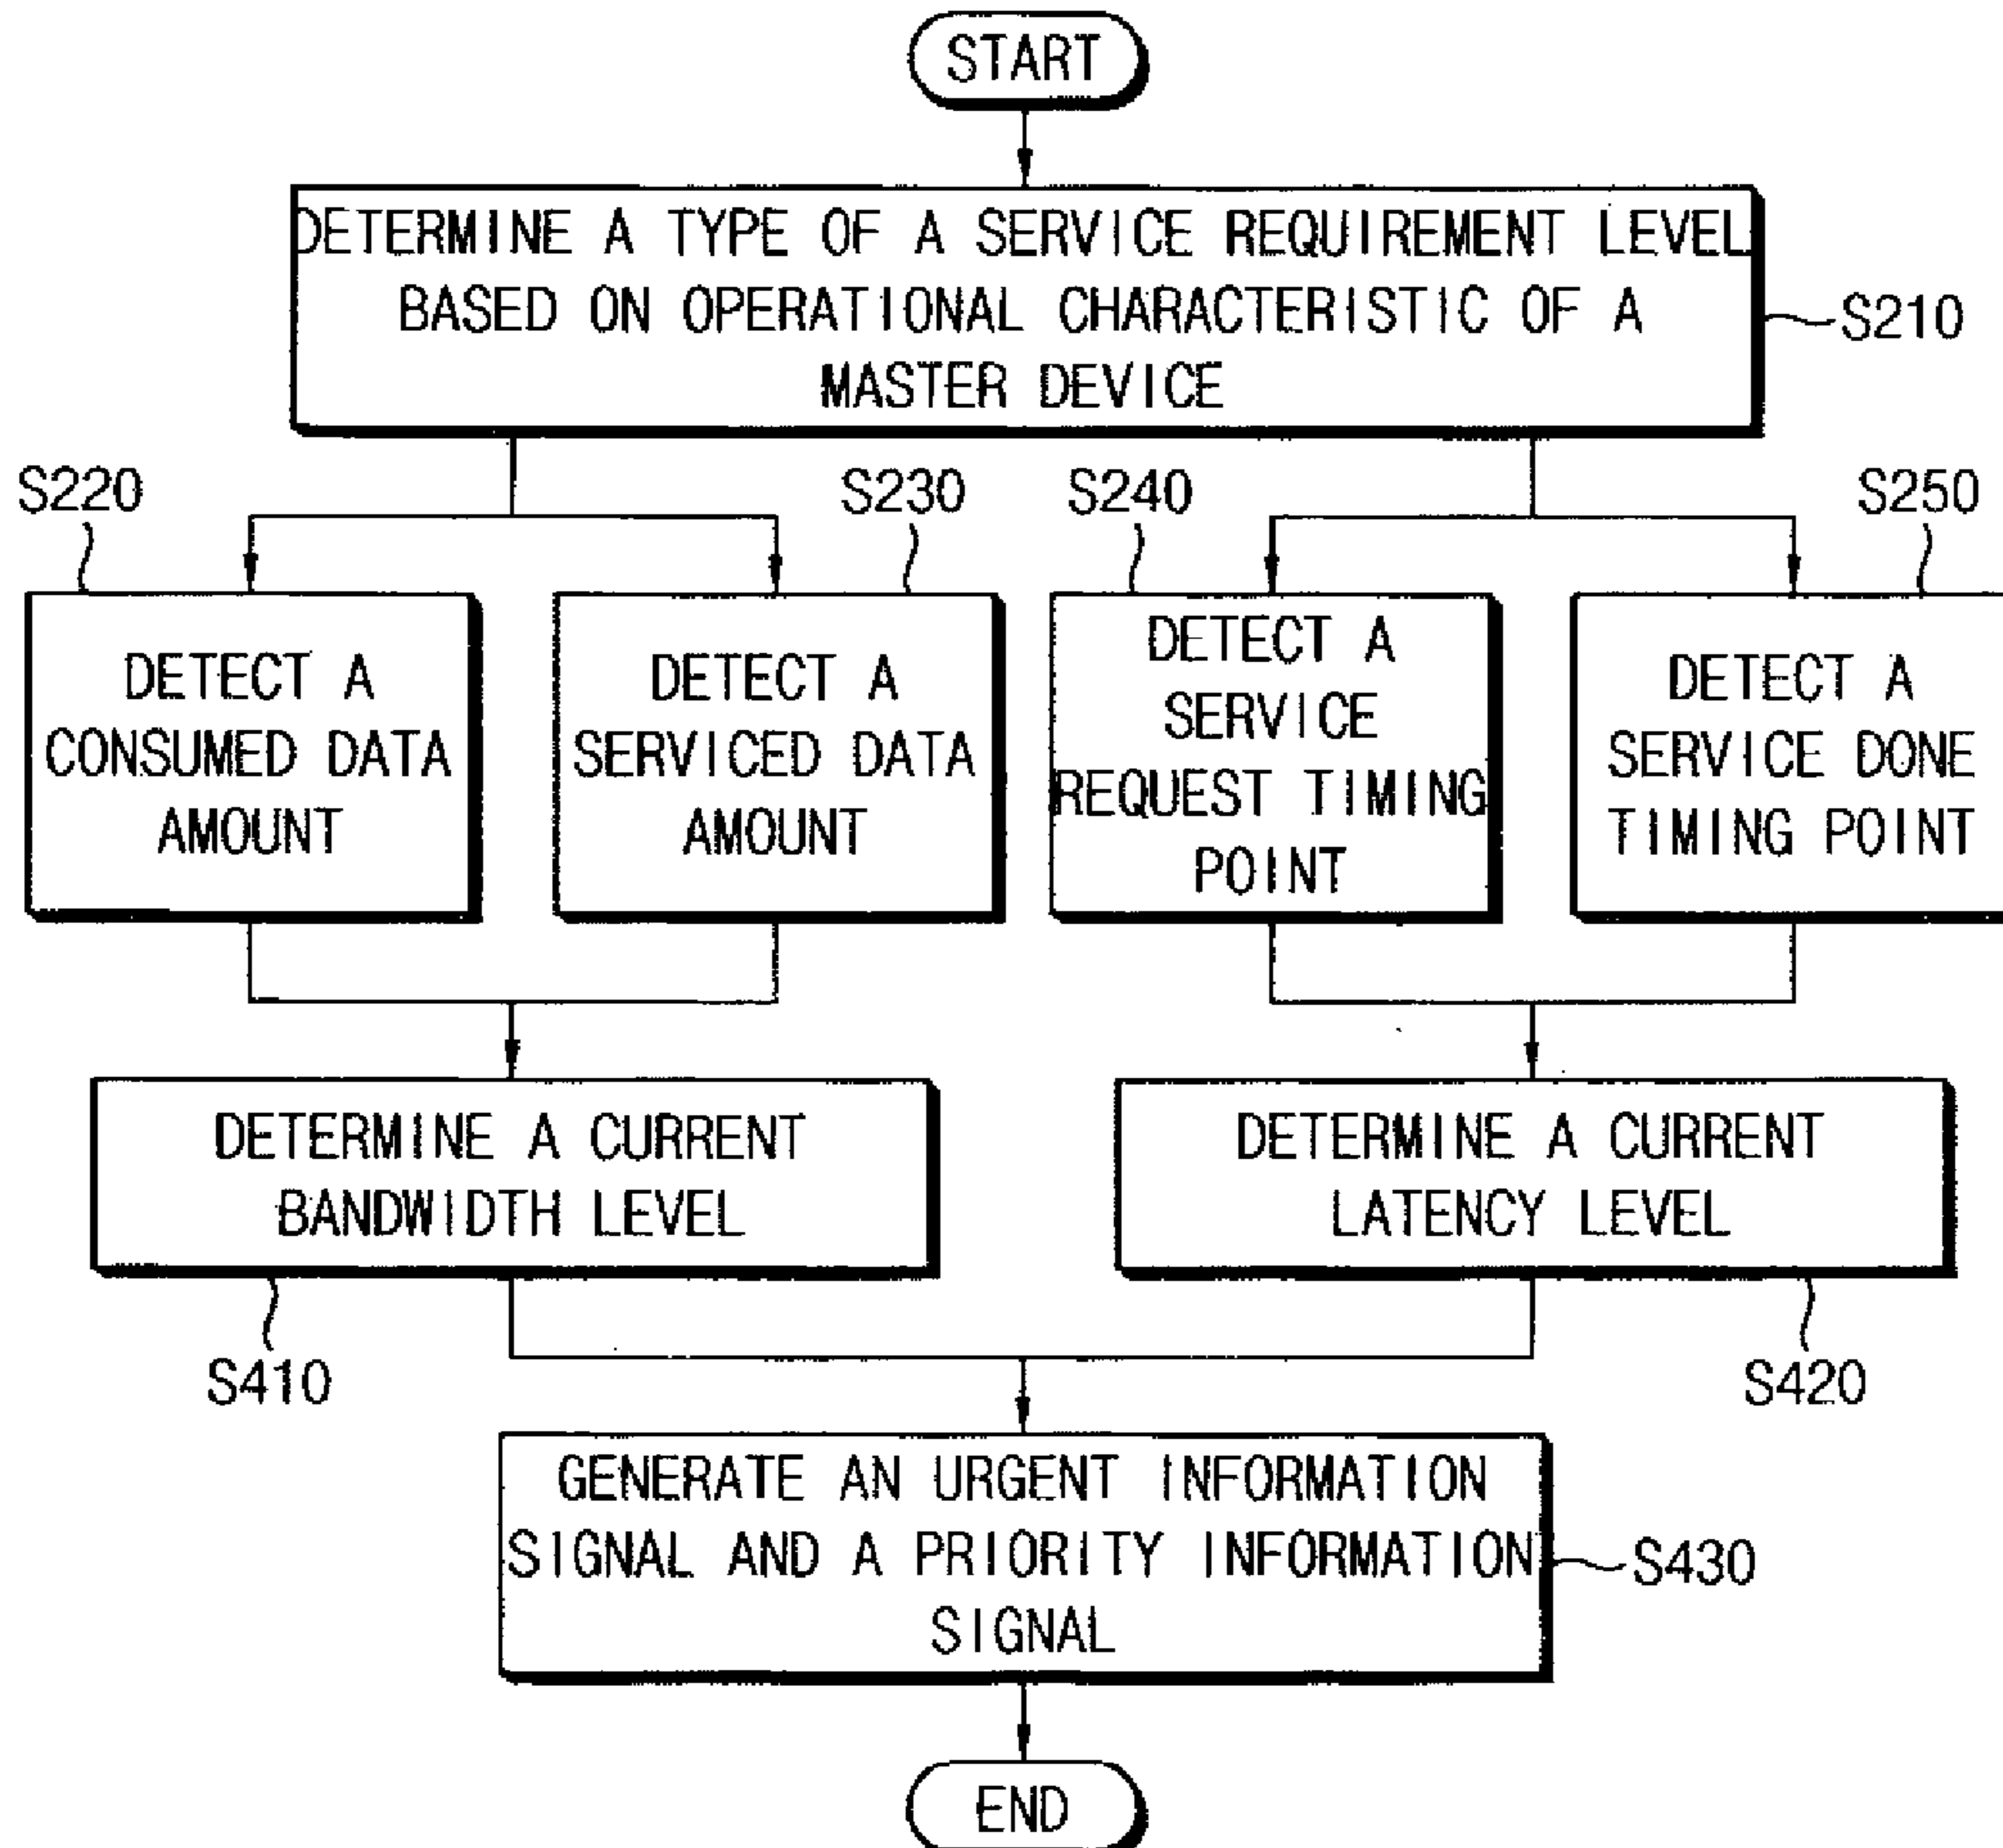 START
DETERMINE A TYPE OF A SERVICE REQUIREMENT LEVEL
BASED ON OPERATIONAL CHARACTERISTIC OF A
MASTER DEVICE
S210
S220
S230
S240
S250
DETECT A
CONSUMED DATA
AMOUNT
DETECT A
SERVICED DATA
AMOUNT
DETECT A
SERVICE
REQUEST TIMING
POINT
DETECT A
SERVICE DONE
TIMING POINT
DETERMINE A CURRENT
BANDWIDTH LEVEL
DETERMINE A CURRENT
LATENCY LEVEL
S410
S420
GENERATE AN URGENT INFORMATION
SIGNAL AND A PRIORITY INFORMATION
SIGNAL
S430
END